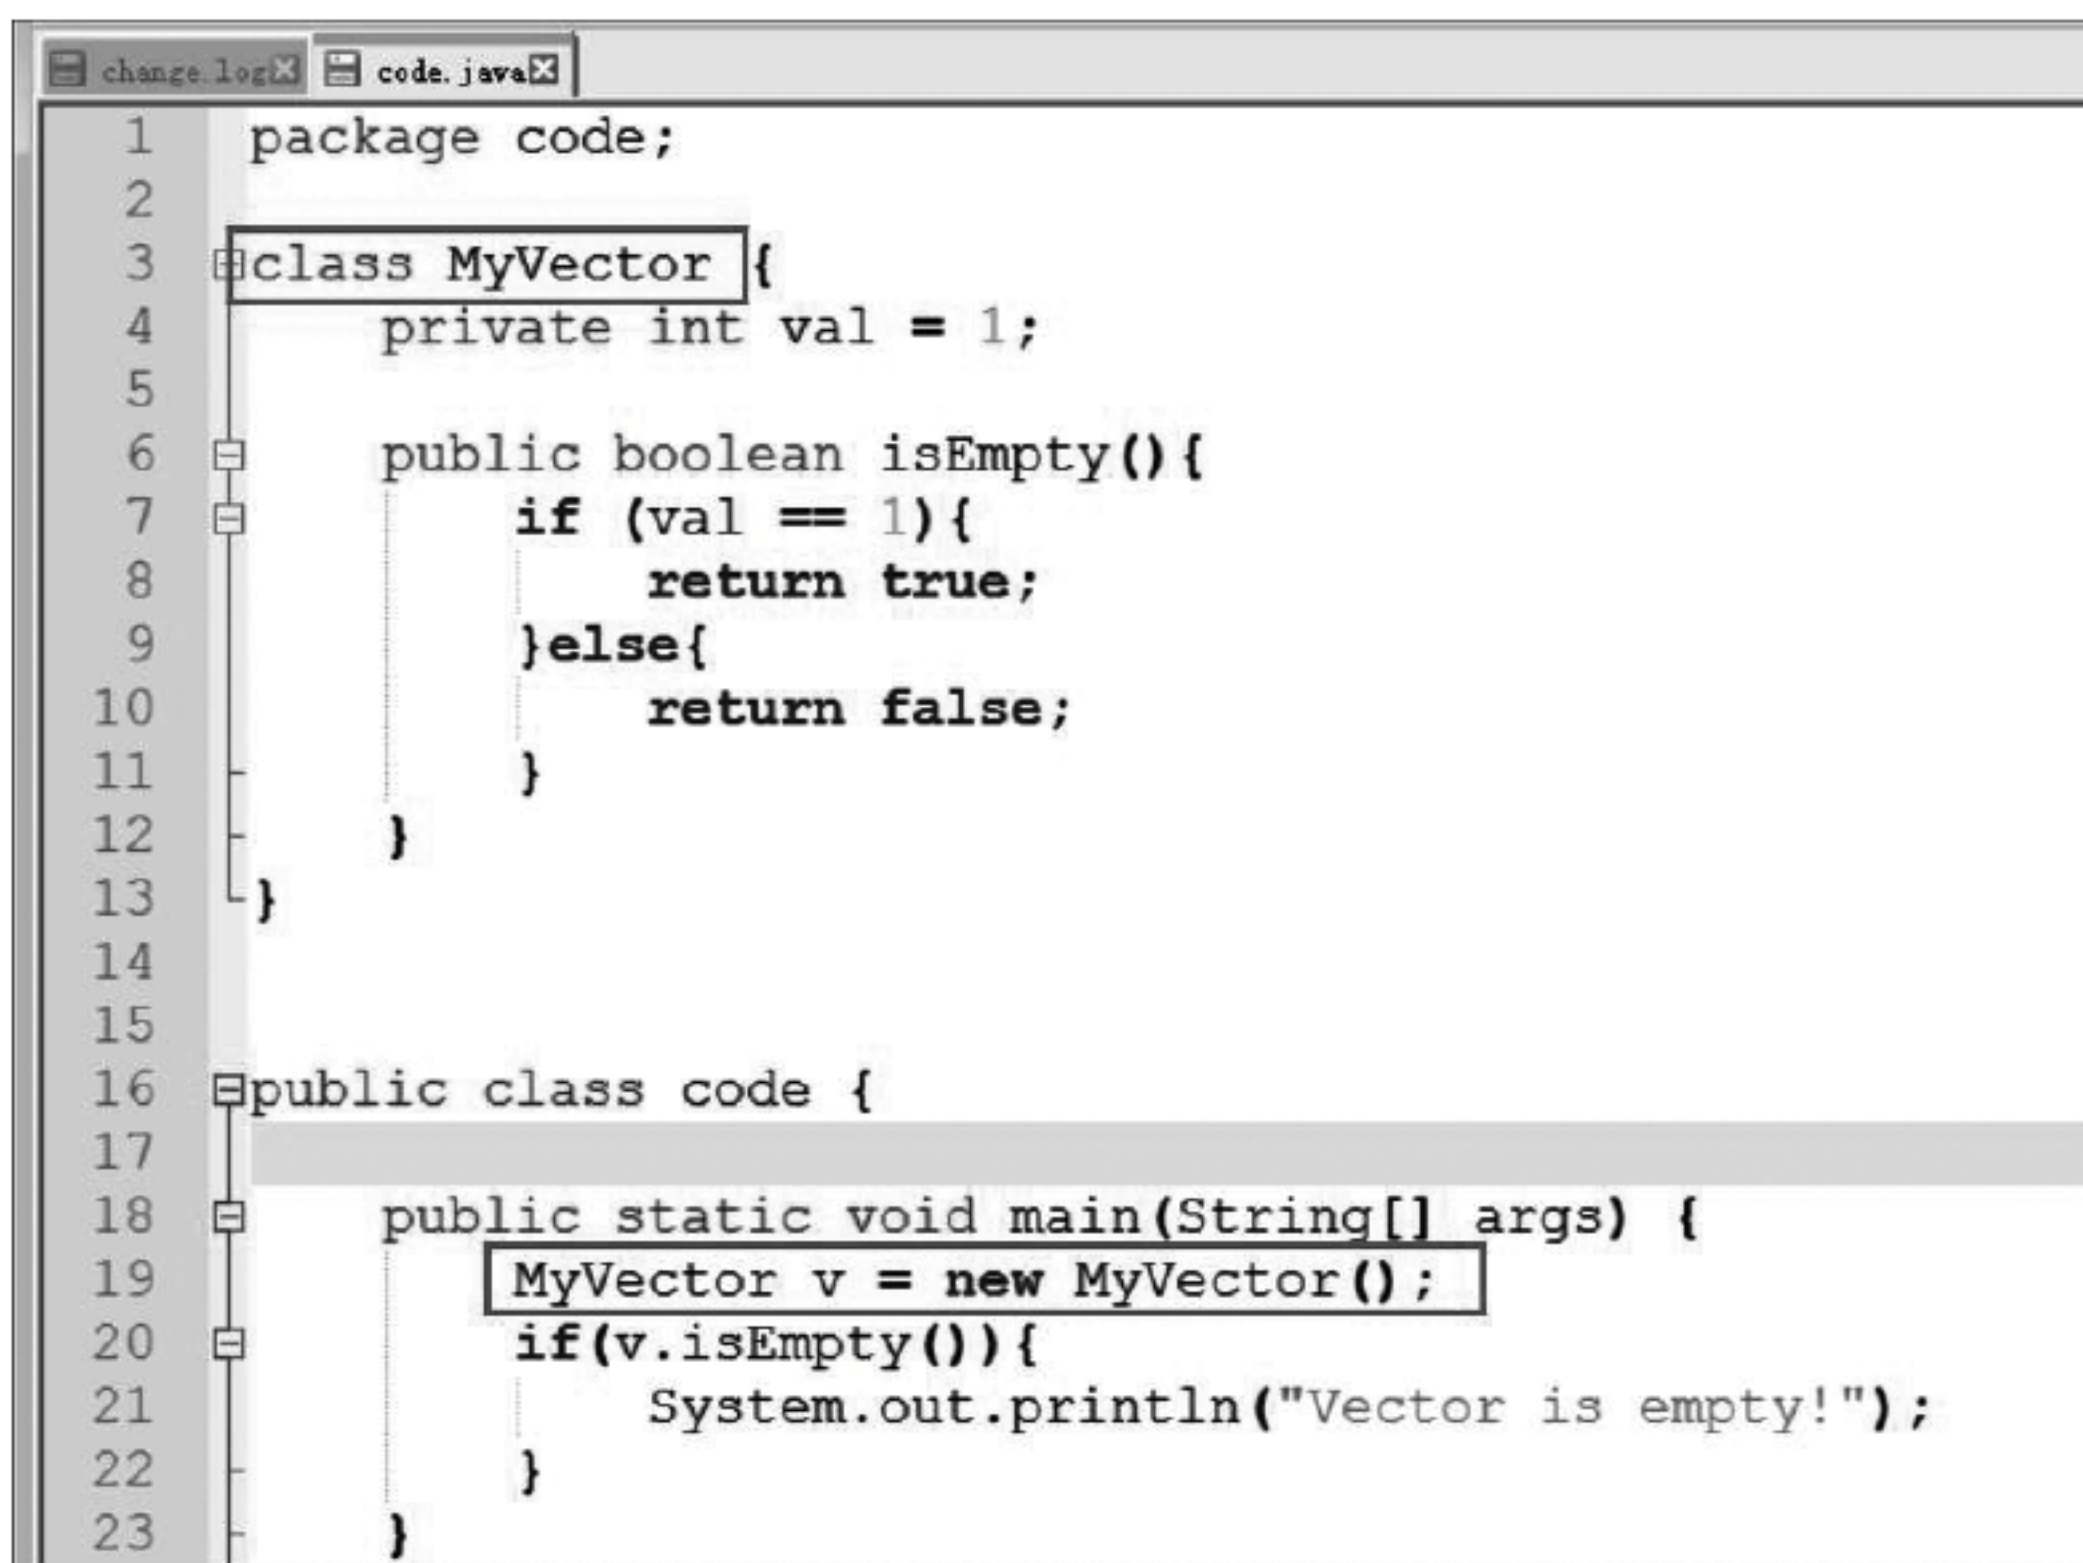 change.log code.java
1 package code;
2
3 class MyVector {
4     private int val = 1;
5
6     public boolean isEmpty(){
7         if (val == 1){
8             return true;
9         }else{
10             return false;
11         }
12     }
13 }
14
15
16 public class code {
17
18     public static void main(String[] args) {
19         MyVector v = new MyVector();
20         if(v.isEmpty()){
21             System.out.println("Vector is empty!");
22         }
23     }